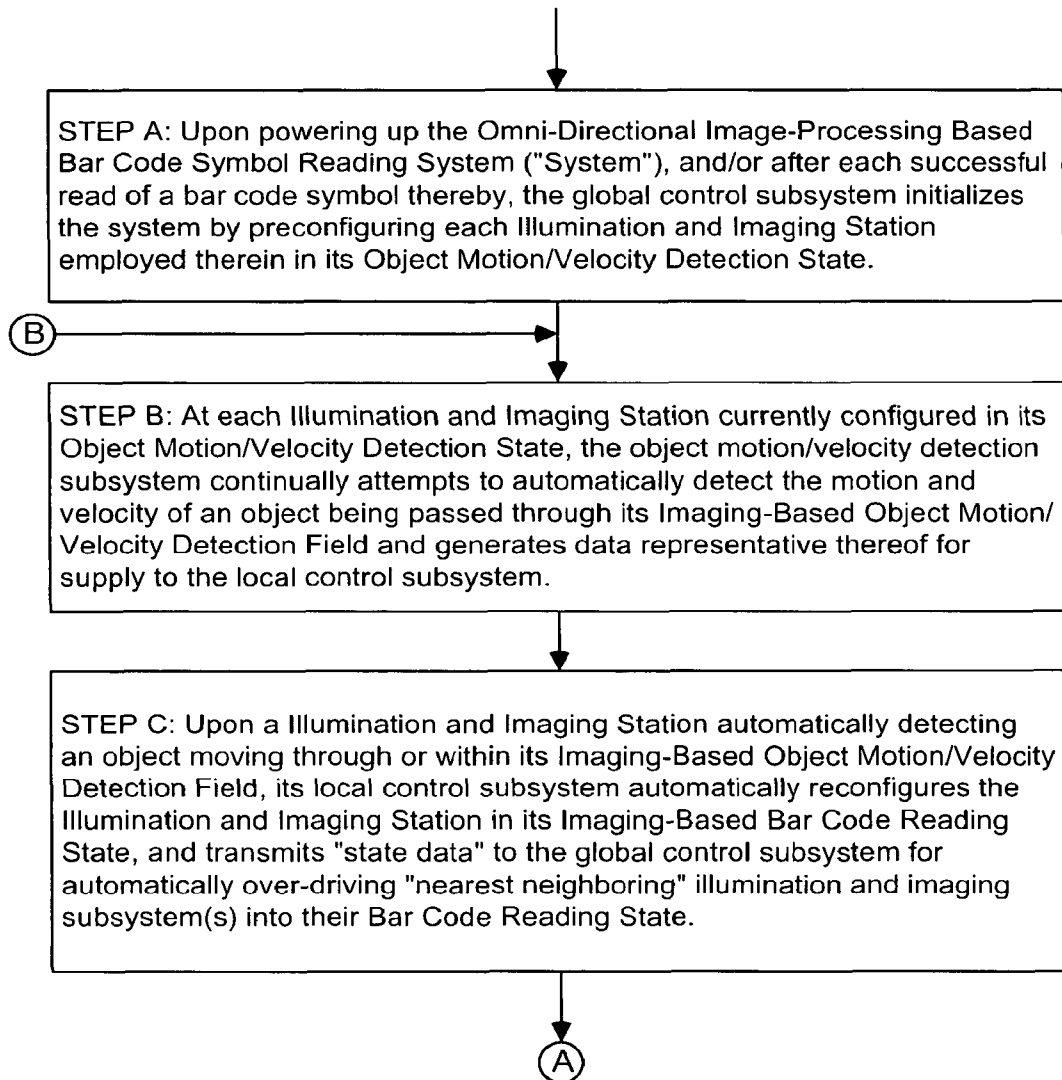 STEP A: Upon powering up the Omni-Directional Image-Processing Based
Bar Code Symbol Reading System ("System"), and/or after each successful
read of a bar code symbol thereby, the global control subsystem initializes
the system by preconfiguring each Illumination and Imaging Station
employed therein in its Object Motion/Velocity Detection State.
B
STEP B: At each Illumination and Imaging Station currently configured in its
Object Motion/Velocity Detection State, the object motion/velocity detection
subsystem continually attempts to automatically detect the motion and
velocity of an object being passed through its Imaging-Based Object Motion/
Velocity Detection Field and generates data representative thereof for
supply to the local control subsystem.
STEP C: Upon a Illumination and Imaging Station automatically detecting
an object moving through or within its Imaging-Based Object Motion/Velocity
Detection Field, its local control subsystem automatically reconfigures the
Illumination and Imaging Station in its Imaging-Based Bar Code Reading
State, and transmits "state data" to the global control subsystem for
automatically over-driving "nearest neighboring" illumination and imaging
subsystem(s) into their Bar Code Reading State.
A